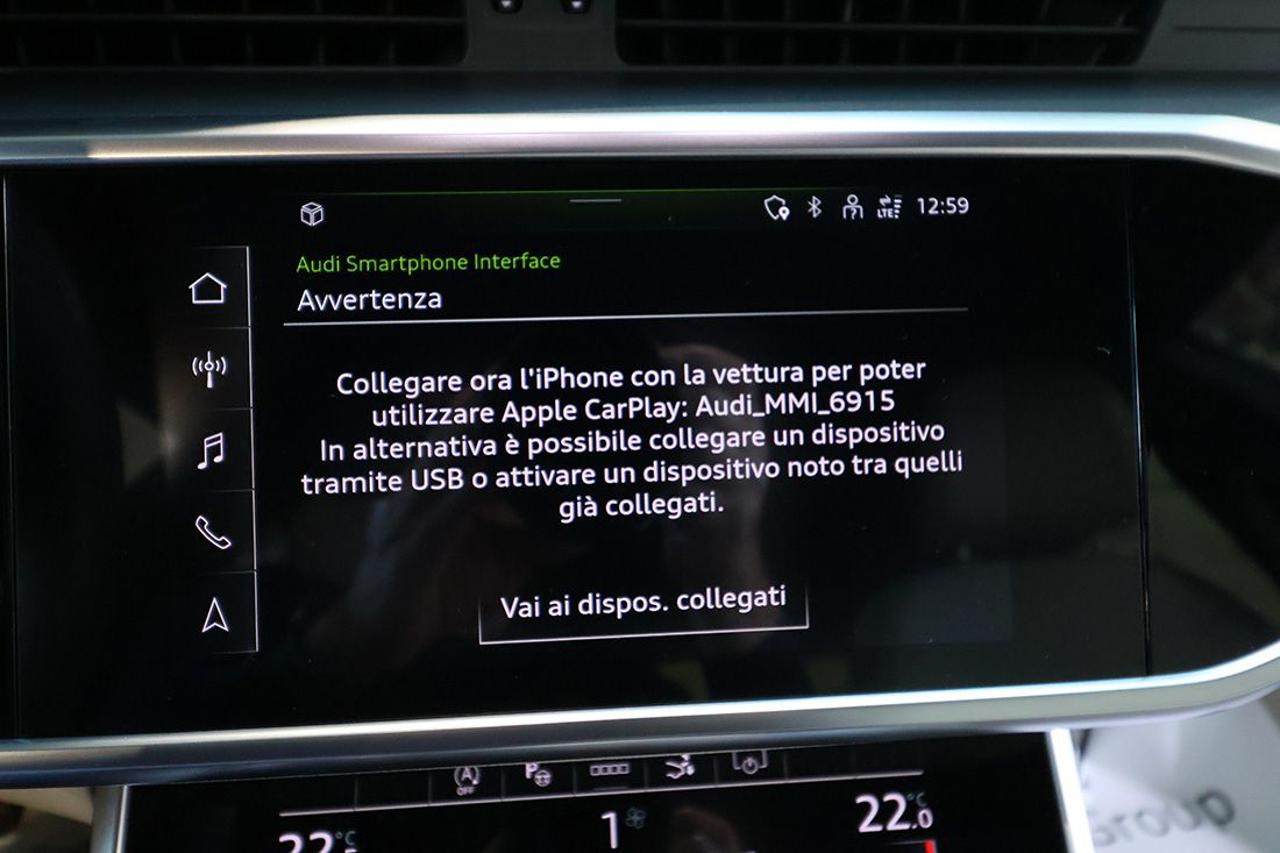 LTE 12:59
Audi Smartphone Interface
Avvertenza
Collegare ora l'iPhone con la vettura per poter
utilizzare Apple CarPlay: Audi_MMI_6915
In alternativa è possibile collegare un dispositivo
tramite USB o attivare un dispositivo noto tra quelli
già collegati.
Vai ai dispos. collegati
(A) OFF P
22 °C 1 22.0 °C